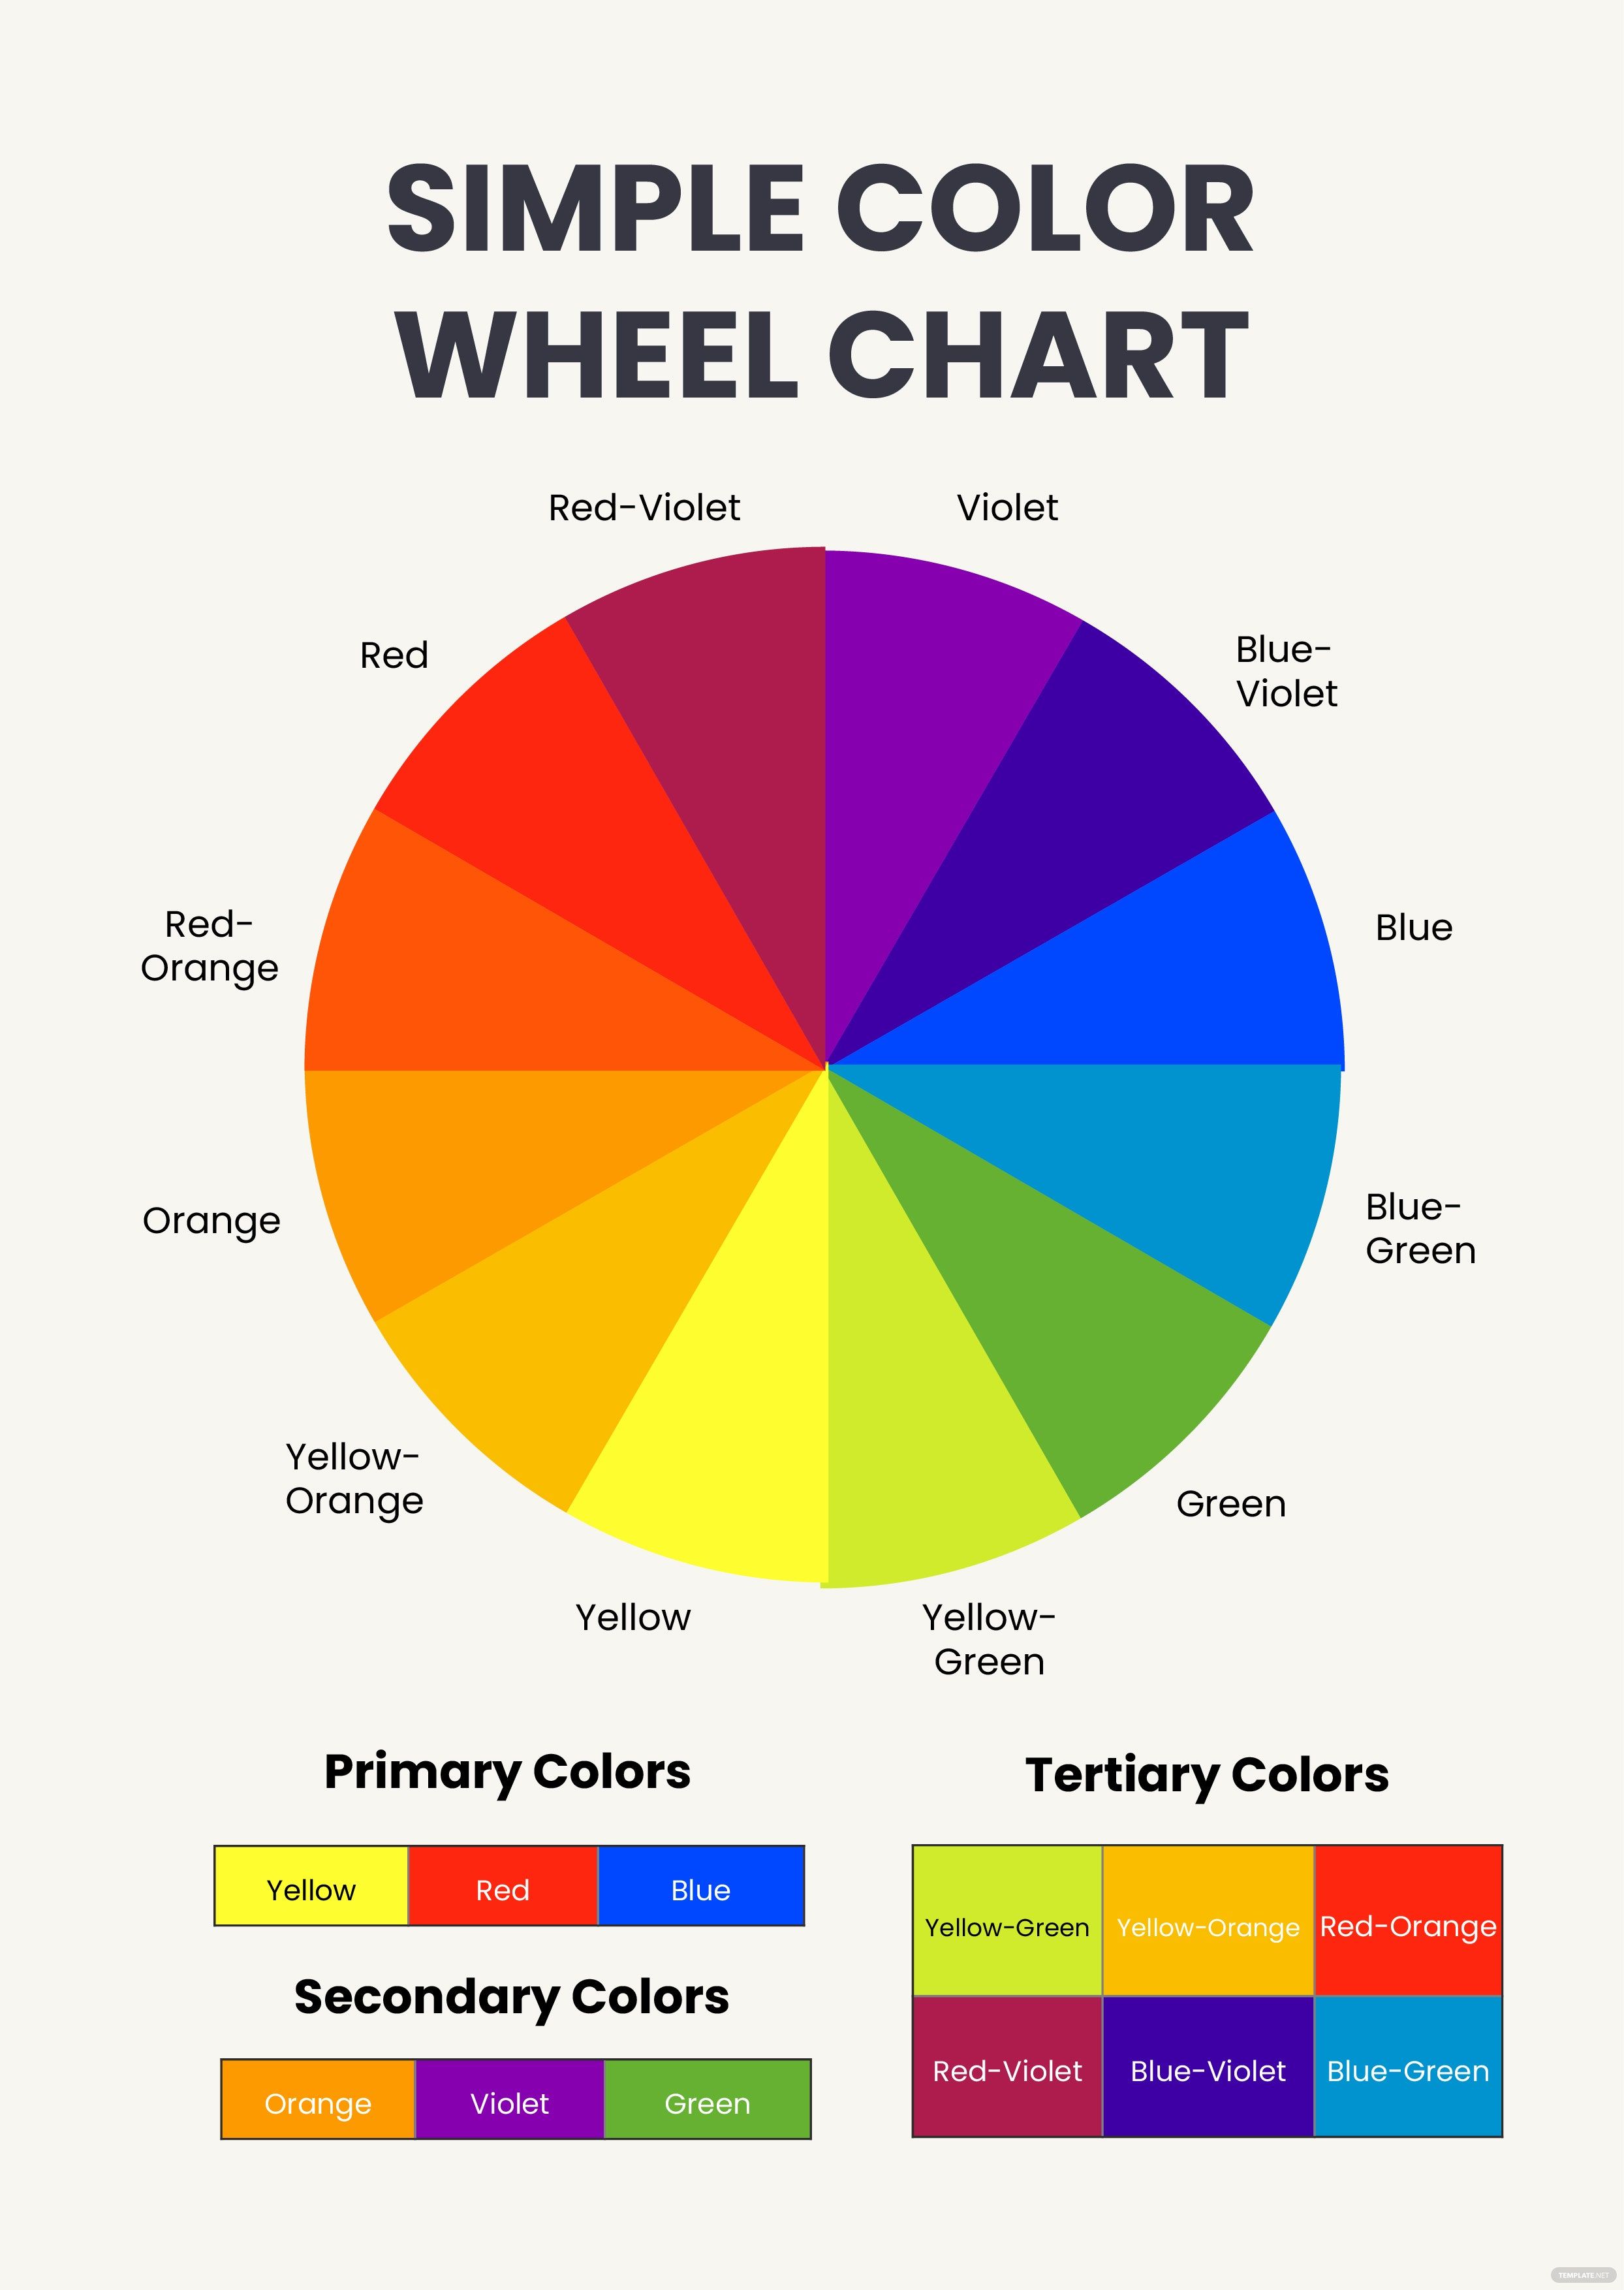 SIMPLE COLOR
WHEEL CHART
Red-Violet
Violet
Red
Blue-
Violet
Red-
Orange
Blue
Orange
Blue-
Green
Yellow-
Orange
Green
Yellow
Yellow-
Green
Primary Colors
Yellow
Red
Blue
Secondary Colors
Orange
Violet
Green
Tertiary Colors
Yellow-Green
Yellow-Orange
Red-Orange
Red-Violet
Blue-Violet
Blue-Green
TEMPLATE.NET